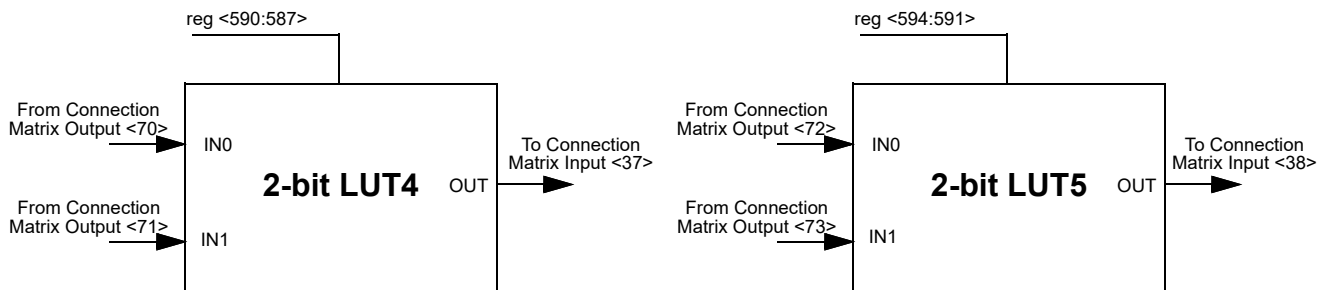 reg <590:587>
From Connection
Matrix Output <70>
IN0
2-bit LUT4
OUT
To Connection
Matrix Input <37>
From Connection
Matrix Output <71>
IN1
reg <594:591>
From Connection
Matrix Output <72>
IN0
2-bit LUT5
OUT
To Connection
Matrix Input <38>
From Connection
Matrix Output <73>
IN1